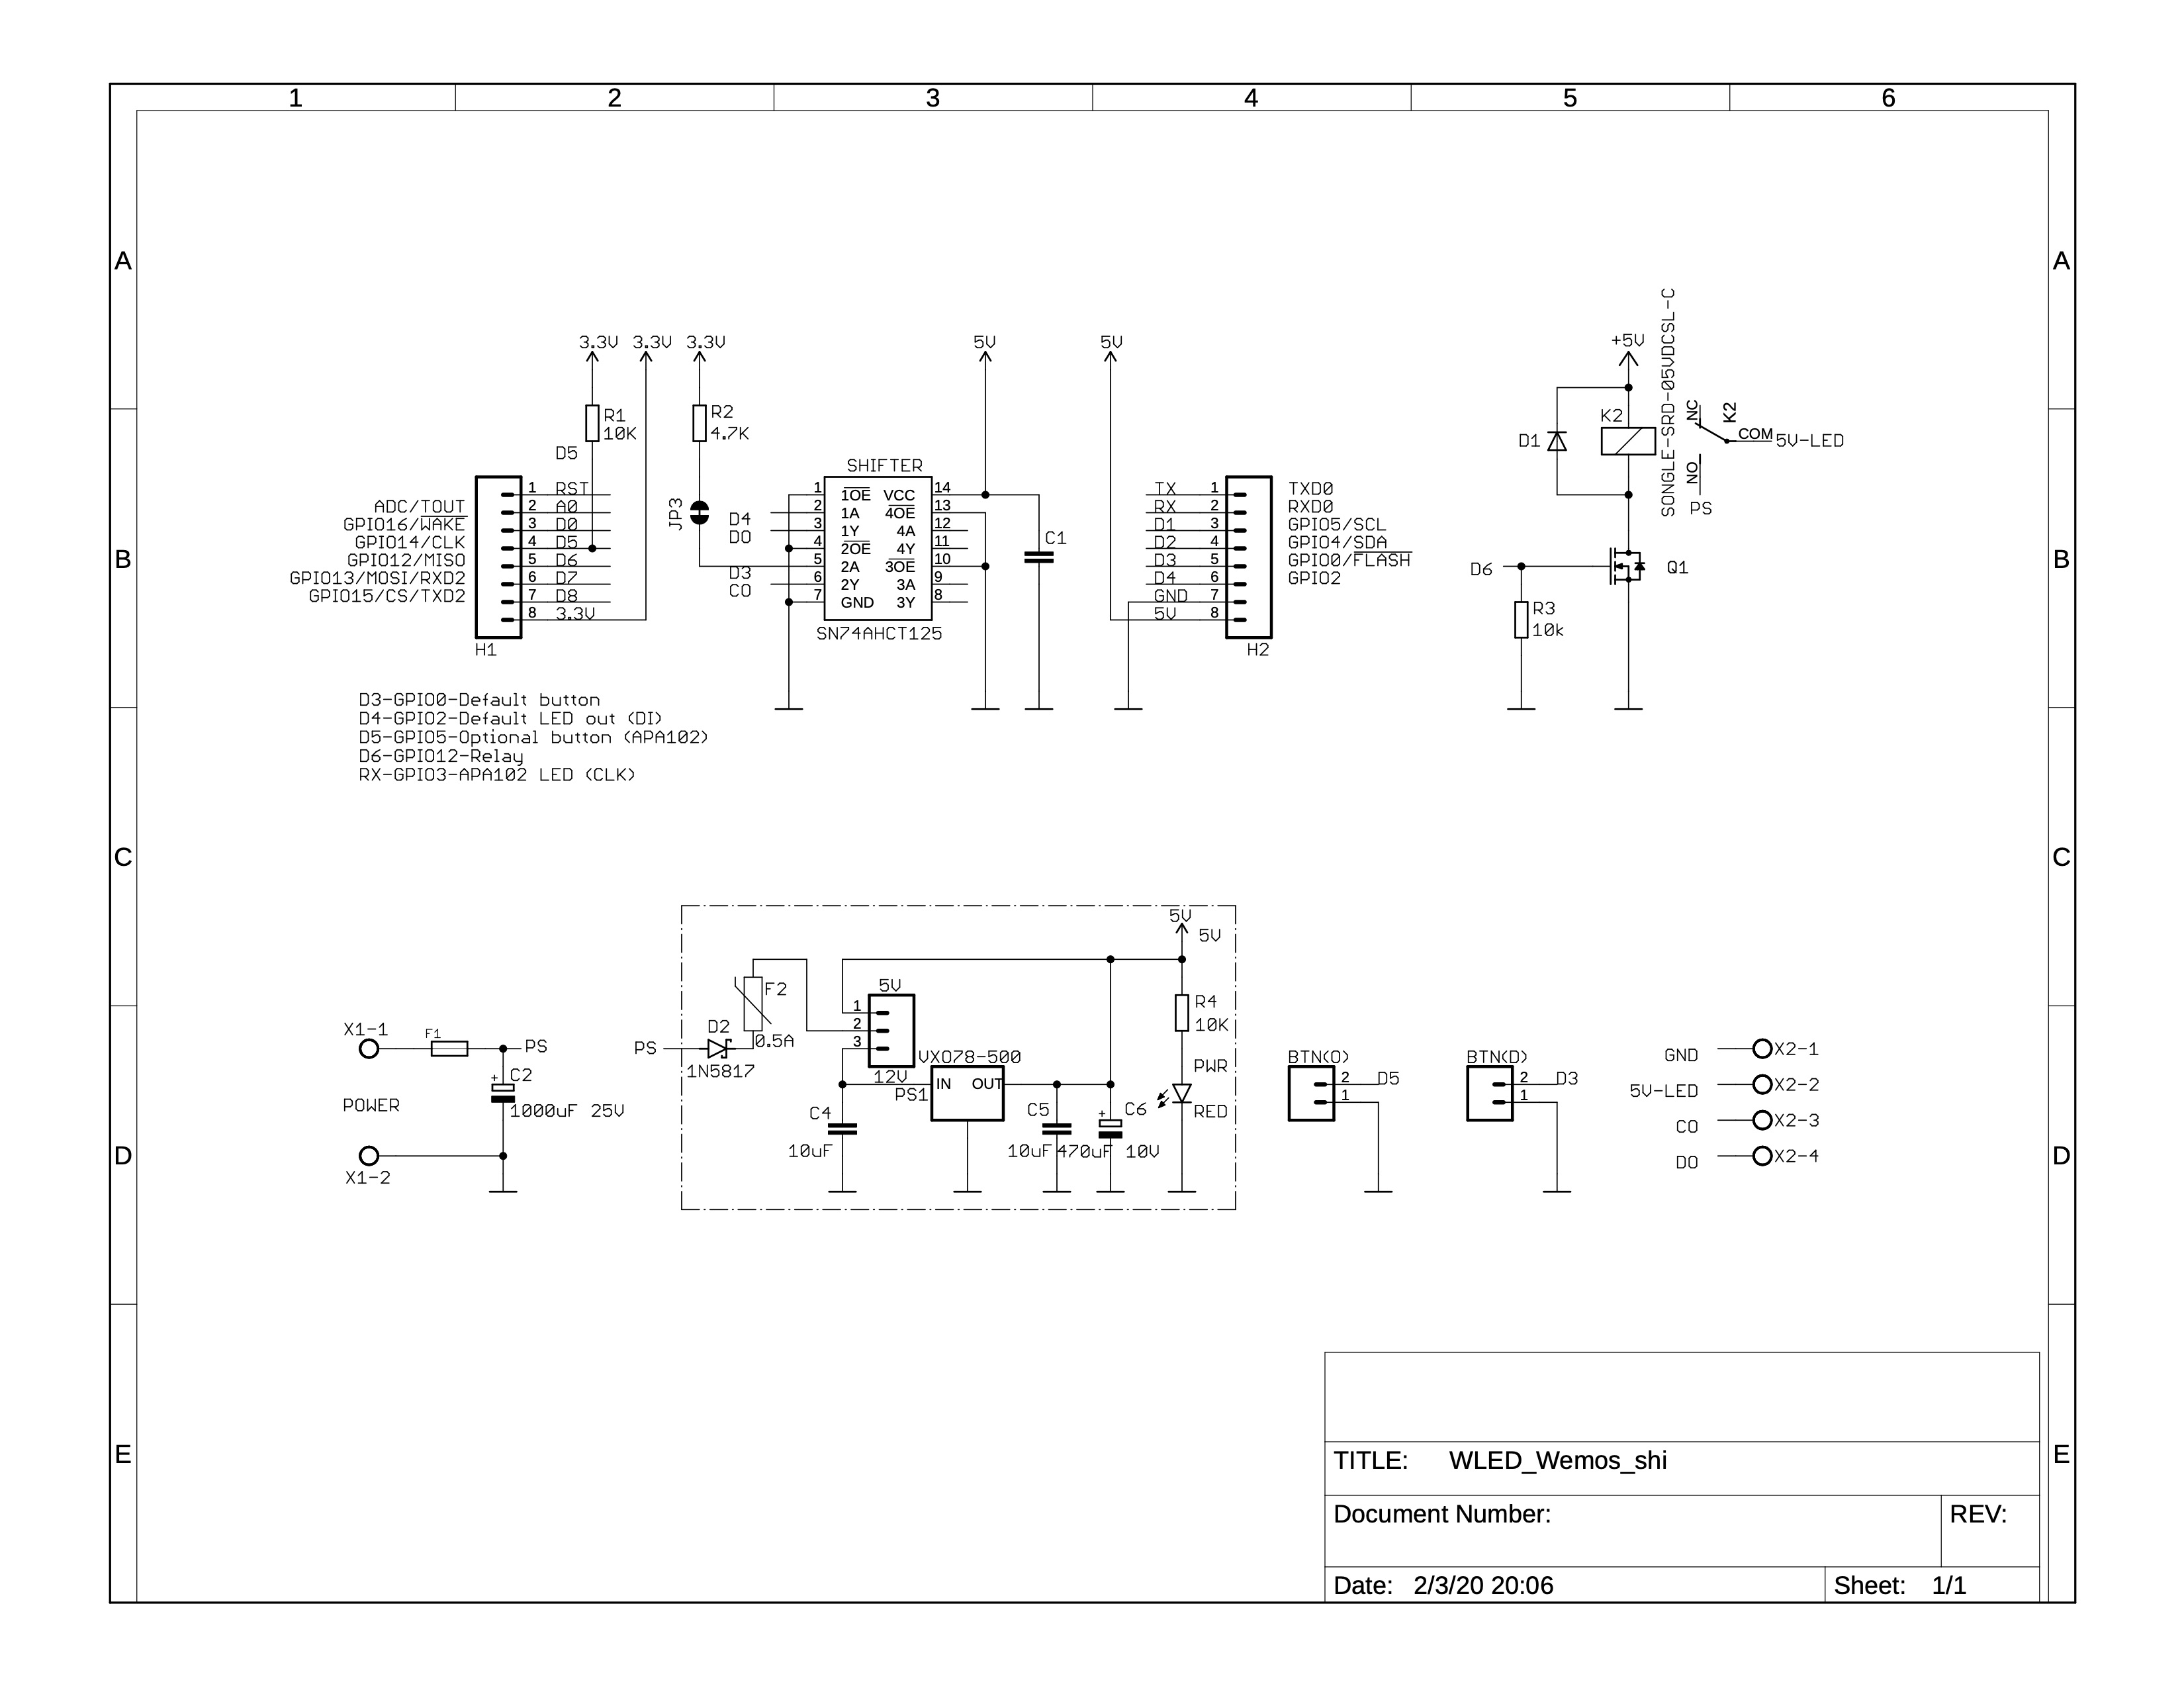 1 2 3 4 5 6
A A
SONGLE-SRD-05VDCSL-C
3.3V 3.3V 3.3V 5V 5V +5V
R1
10K
R2
4.7K
K2
NC
K2
D1
COM 5V-LED
D5
SHIFTER
NO
PS
JP3
1 RST
ADC/TOUT 2 A0
GPIO16/WAKE 3 D0
GPIO14/CLK 4 D5
GPIO12/MISO 5 D6
GPIO13/MOSI/RXD2 6 D7
GPIO15/CS/TXD2 7 D8
8 3.3V
H1
D4
DO
D3
CO
1 1OE VCC 14
2 1A 4OE 13
3 1Y 4A 12
4 2OE 4Y 11
5 2A 3OE 10
6 2Y 3A 9
7 GND 3Y 8
SN74AHCT125
C1
TX 1 TXD0
RX 2 RXD0
D1 3 GPIO5/SCL
D2 4 GPIO4/SDA
D3 5 GPIO0/FLASH
D4 6 GPIO2
GND 7
5V 8
H2
D6
Q1
R3
10k
B B
D3-GPIO0-Default button
D4-GPIO2-Default LED out (DI)
D5-GPIO5-Optional button (APA102)
D6-GPIO12-Relay
RX-GPIO3-APA102 LED (CLK)
C C
X1-1
F1
PS
+
C2
1000uF 25V
POWER
X1-2
PS
D2
1N5817
F2
0.5A
5V
1
2
3
12V
VX078-500
PS1
IN OUT
C4
10uF
C5
10uF
+
C6
470uF 10V
5V
5V
R4
10K
PWR
RED
BTN(O)
2 D5
1
BTN(D)
2 D3
1
GND X2-1
5V-LED X2-2
CO X2-3
DO X2-4
D D
E E
TITLE: WLED_Wemos_shi
Document Number:
REV:
Date: 2/3/20 20:06
Sheet: 1/1